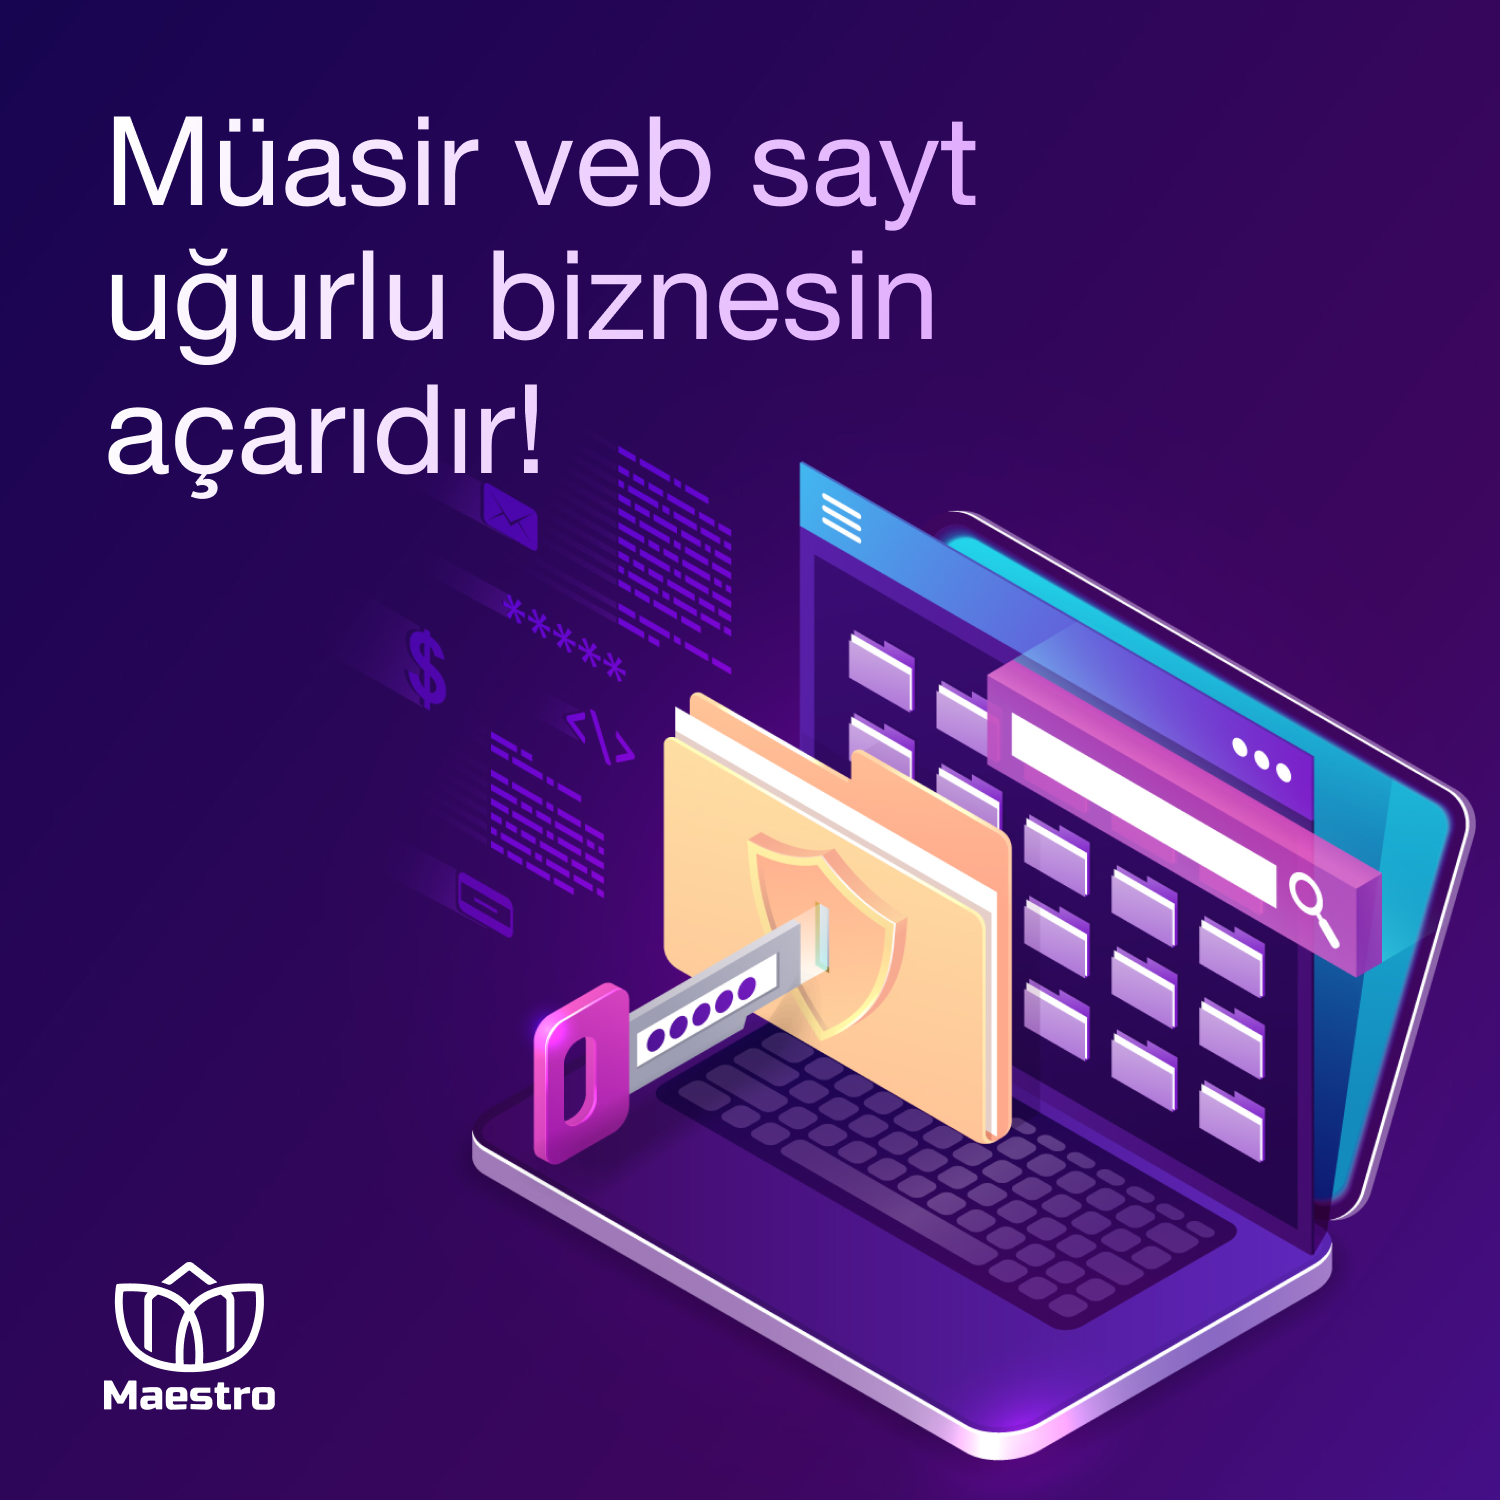 Müasir veb sayt
uğurlu biznesin
açarıdır!
*****
$
<\>
Maestro